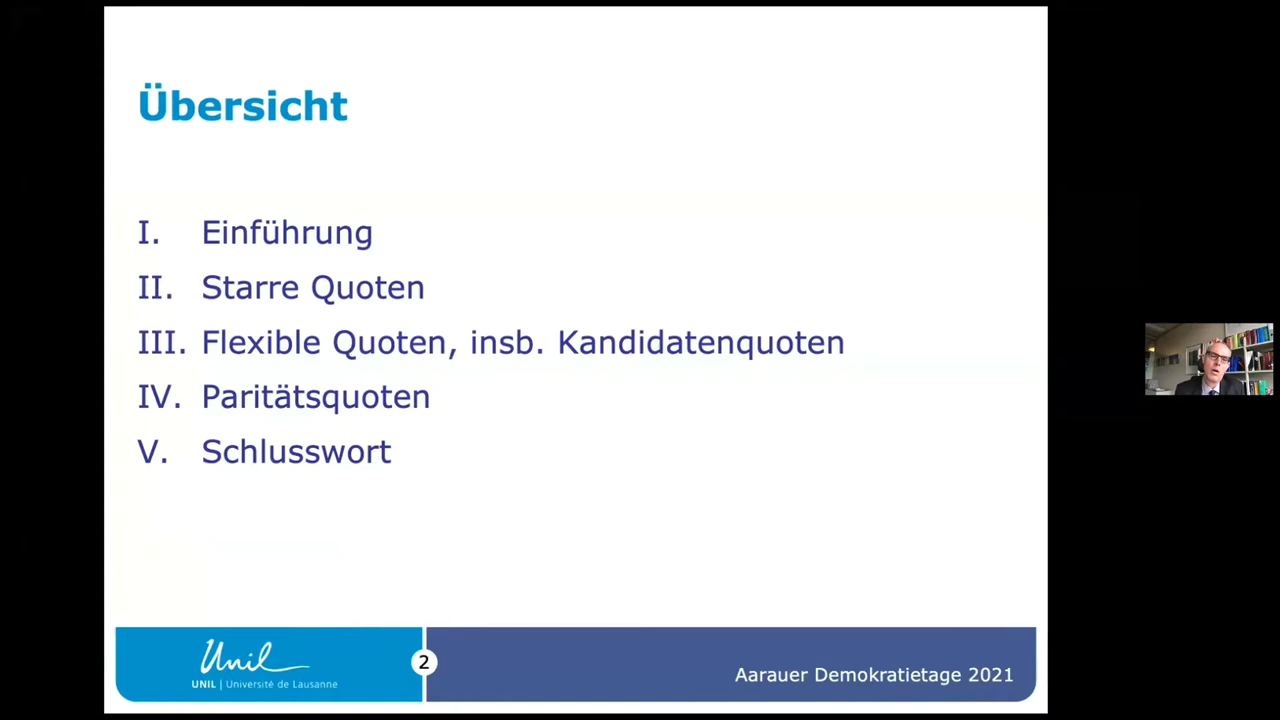 Übersicht
I. Einführung
II. Starre Quoten
III. Flexible Quoten, insb. Kandidatenquoten
IV. Paritätsquoten
V. Schlusswort
Unil
UNIL | Université de Lausanne
2
Aarauer Demokratietage 2021